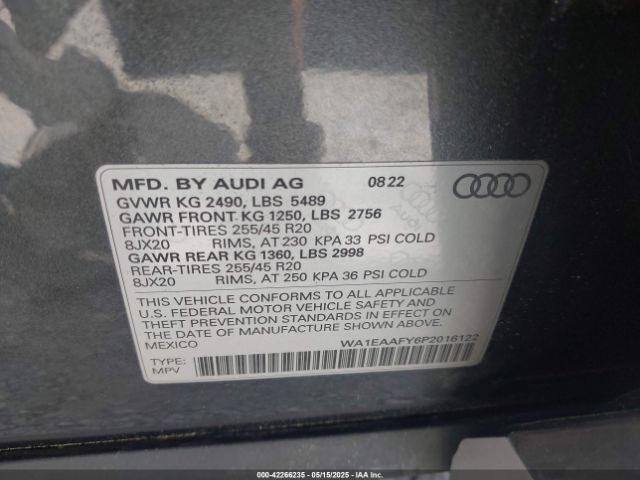 MFD. BY AUDI AG 08 22
GVWR KG 2490, LBS 5489
GAWR FRONT KG 1250, LBS 2756
FRONT-TIRES 255/45 R20
8JX20 RIMS, AT 230 KPA 33 PSI COLD
GAWR REAR KG 1360, LBS 2998
REAR-TIRES 255/45 R20
8JX20 RIMS, AT 250 KPA 36 PSI COLD
THIS VEHICLE CONFORMS TO ALL APPLICABLE
U.S. FEDERAL MOTOR VEHICLE SAFETY AND
THEFT PREVENTION STANDARDS IN EFFECT ON
THE DATE OF MANUFACTURE SHOWN ABOVE.
MEXICO WA1EAAFY6P2016122
TYPE:
MPV
000-42266235 - 05/15/2025 - IAAI.COM